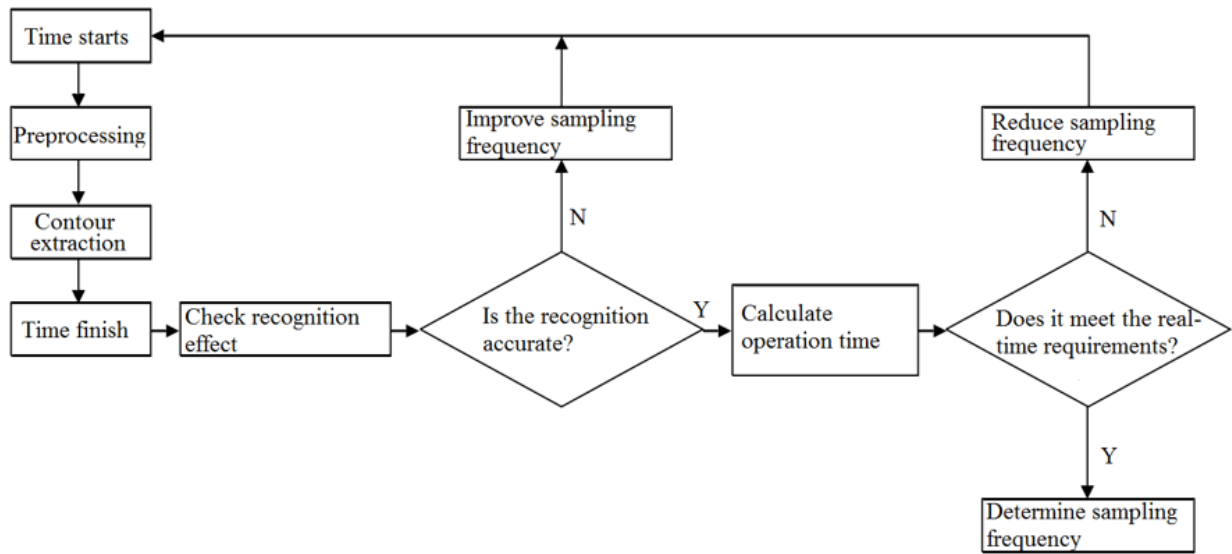 Time starts
Preprocessing
Contour
extraction
Time finish
Check recognition
effect
Improve sampling
frequency
N
Is the recognition
accurate?
Y
Calculate
operation time
Reduce sampling
frequency
N
Does it meet the real-
time requirements?
Y
Determine sampling
frequency